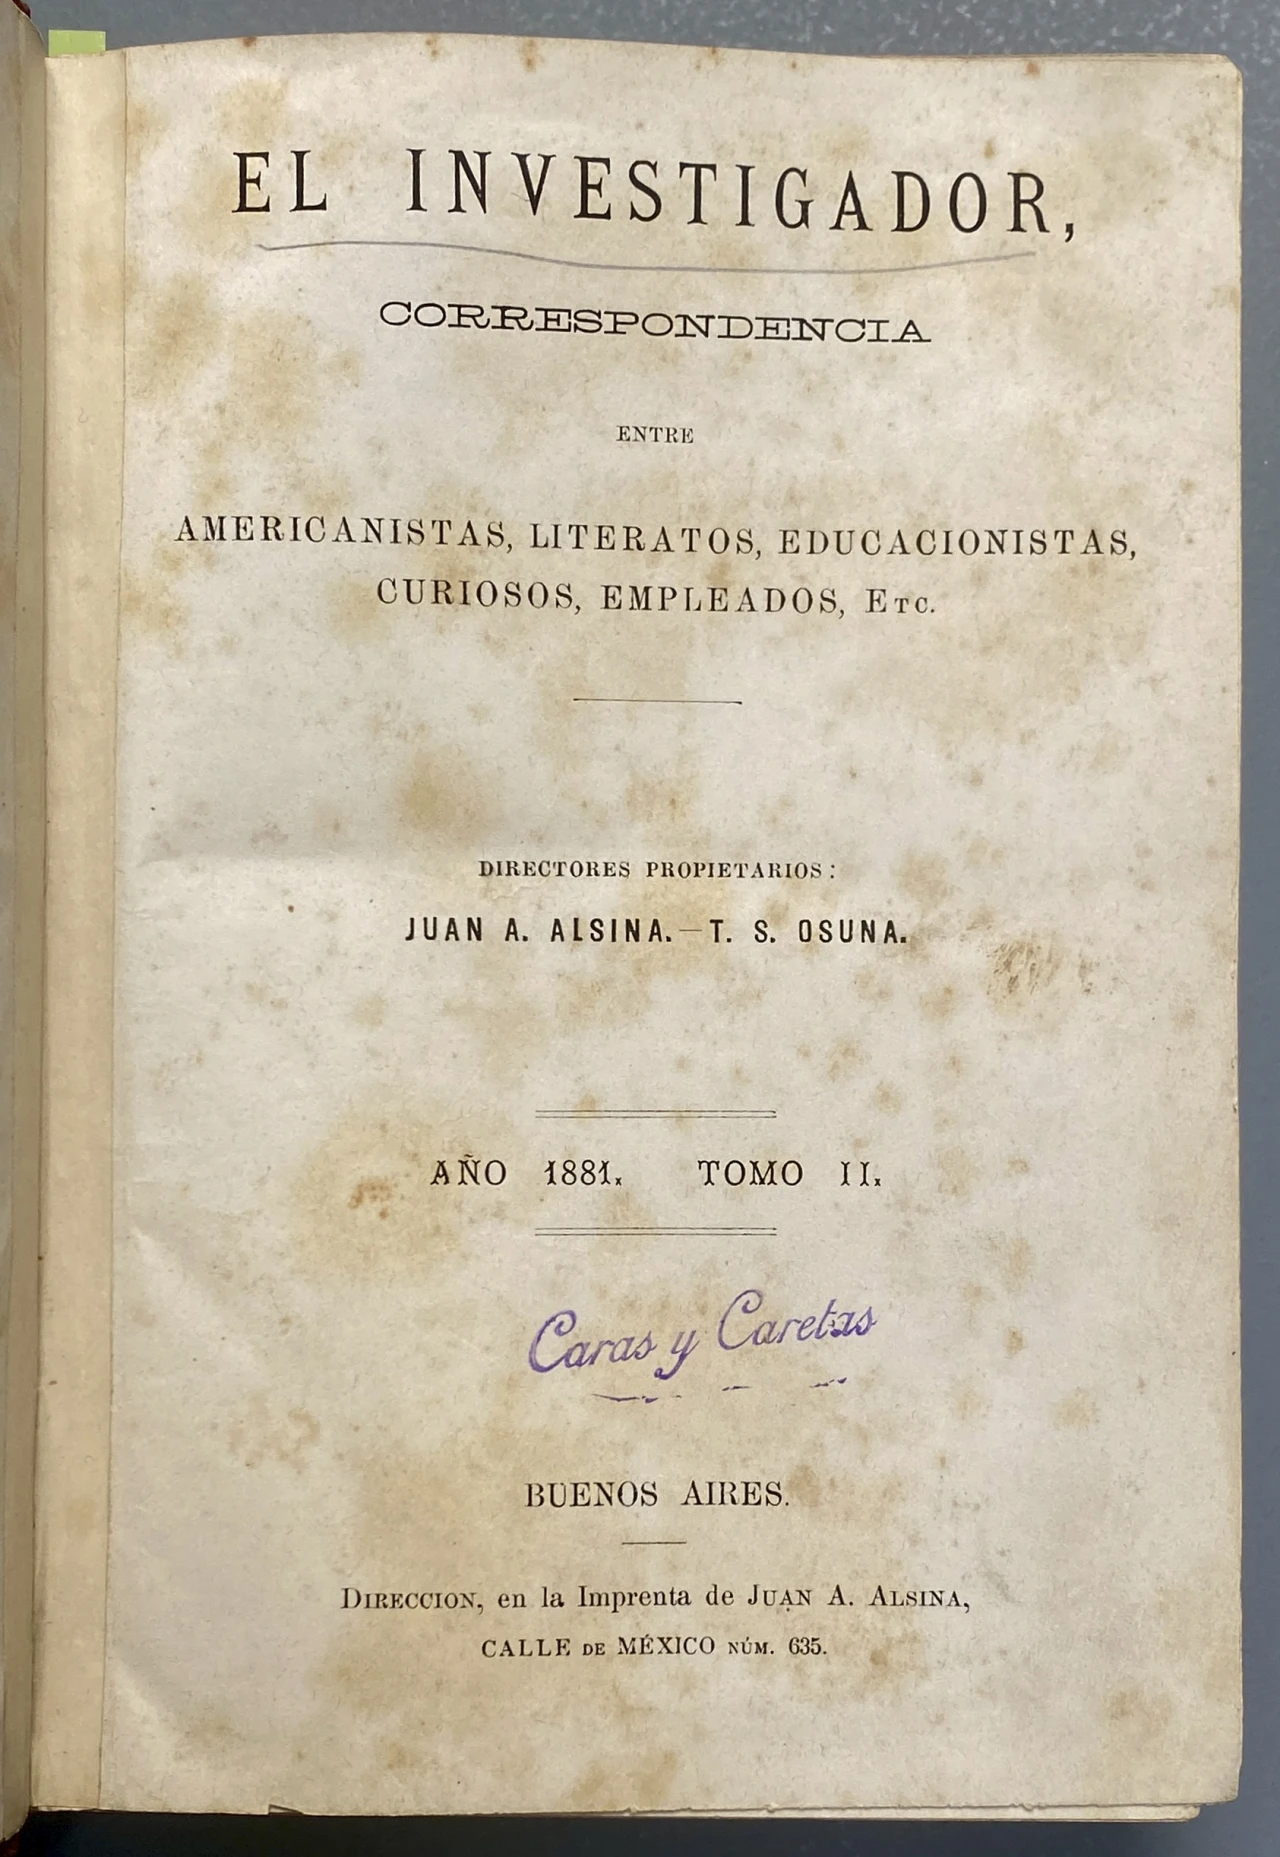 EL INVESTIGADOR,
CORRESPONDENCIA
ENTRE
AMERICANISTAS, LITERATOS, EDUCACIONISTAS,
CURIOSOS, EMPLEADOS, ETC.
DIRECTORES PROPIETARIOS:
JUAN A. ALSINA.—T. S. OSUNA.
AÑO 1881. TOMO II.
Caras y Caretas
BUENOS AIRES.
DIRECCION, en la Imprenta de JUAN A. ALSINA,
CALLE DE MÉXICO NÚM. 635.